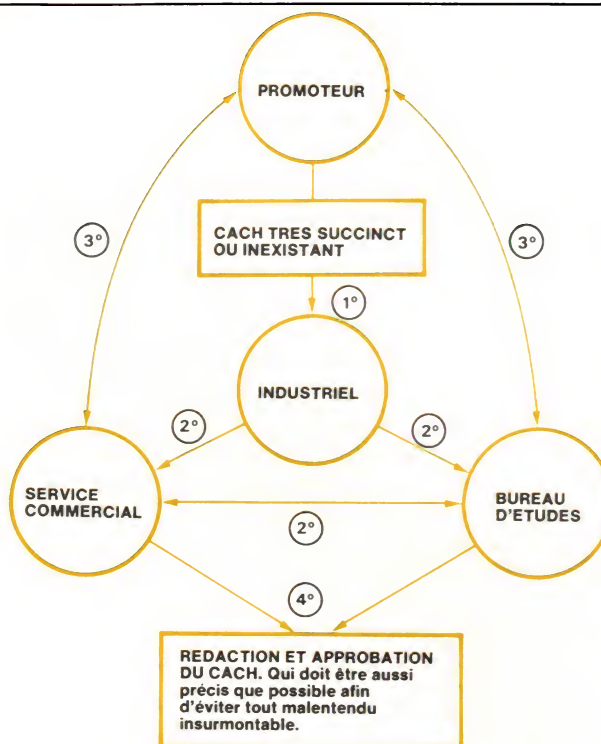 PROMOTEUR
3°
CACH TRES SUCCINCT
OU INEXISTANT
3°
1°
INDUSTRIEL
2°
2°
SERVICE
COMMERCIAL
BUREAU
D'ETUDES
2°
4°
REDACTION ET APPROBATION
DU CACH. Qui doit être aussi
précis que possible afin
d'éviter tout malentendu
insurmontable.